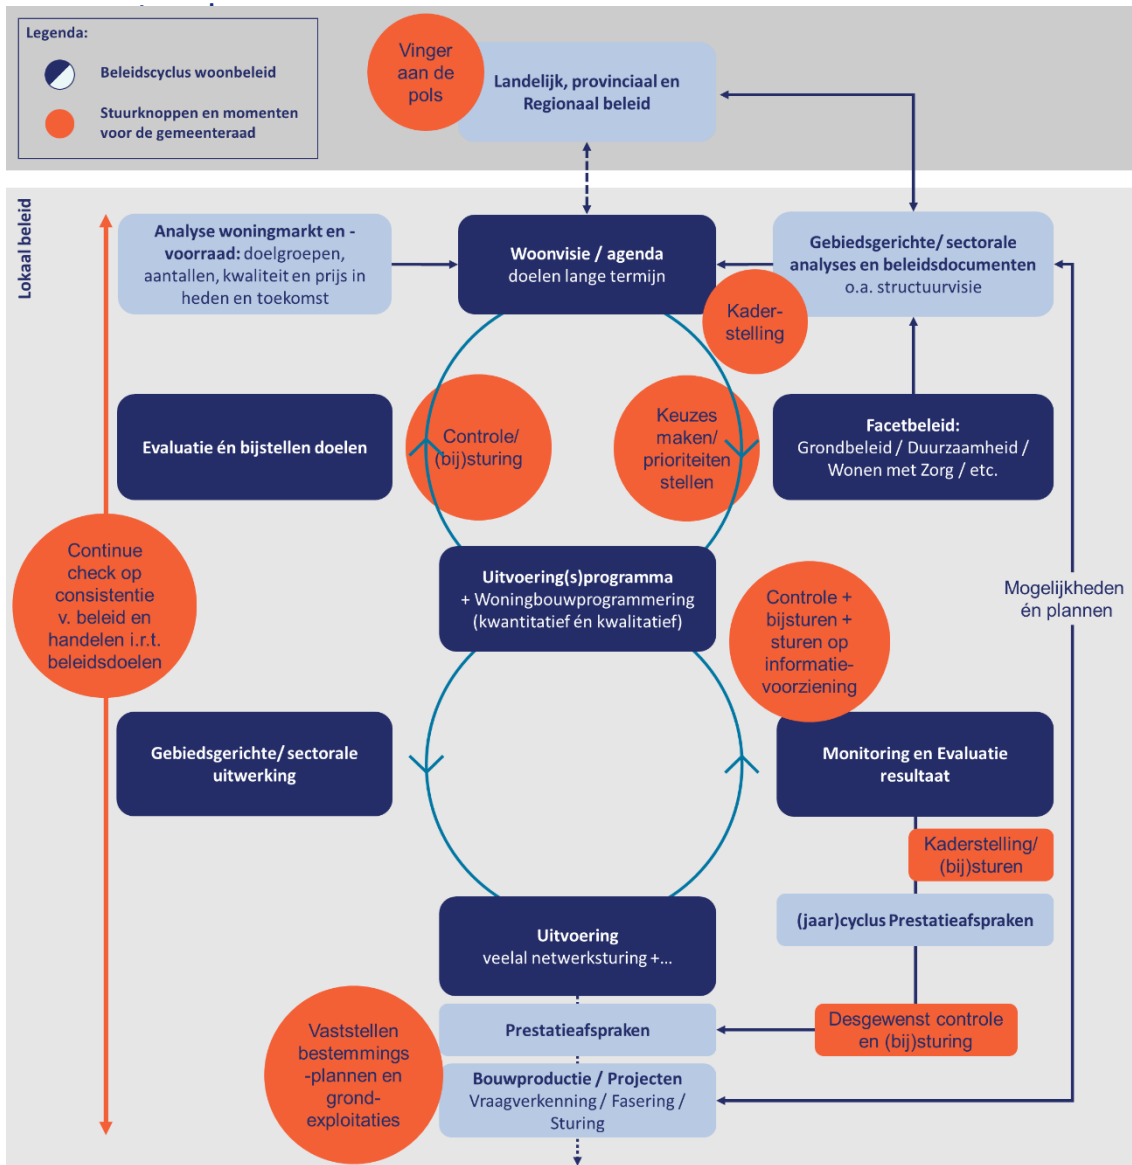 Legenda:
Beleidscyclus woonbeleid
Stuurknoppen en momenten
voor de gemeenteraad
Vinger
aan de
pols
Landelijk, provinciaal en
Regionaal beleid
Lokaal beleid
Analyse woningmarkt en -
voorraad: doelgroepen,
aantallen, kwaliteit en prijs in
heden en toekomst
Woonvisie / agenda
doelen lange termijn
Gebiedsgerichte/ sectorale
analyses en beleidsdocumenten
o.a. structuurvisie
Kader-
stelling
Evaluatie én bijstellen doelen
Controle/
(bij)sturing
Keuzes
maken/
prioriteiten
stellen
Facetbeleid:
Grondbeleid / Duurzaamheid /
Wonen met Zorg / etc.
Continue
check op
consistentie
v. beleid en
handelen i.r.t.
beleidsdoelen
Uitvoering(s)programma
+ Woningbouwprogrammering
(kwantitatief én kwalitatief)
Controle +
bijsturen +
sturen op
informatie-
voorziening
Mogelijkheden
én plannen
Gebiedsgerichte/ sectorale
uitwerking
Monitoring en Evaluatie
resultaat
Kaderstelling/
(bij)sturen
(jaar)cyclus Prestatieafspraken
Uitvoering
veelal netwerksturing +...
Vaststellen
bestemmings
-plannen en
grond-
exploitaties
Prestatieafspraken
Desgewenst controle
en (bij)sturing
Bouwproductie / Projecten
Vraagverkenning / Fasering /
Sturing